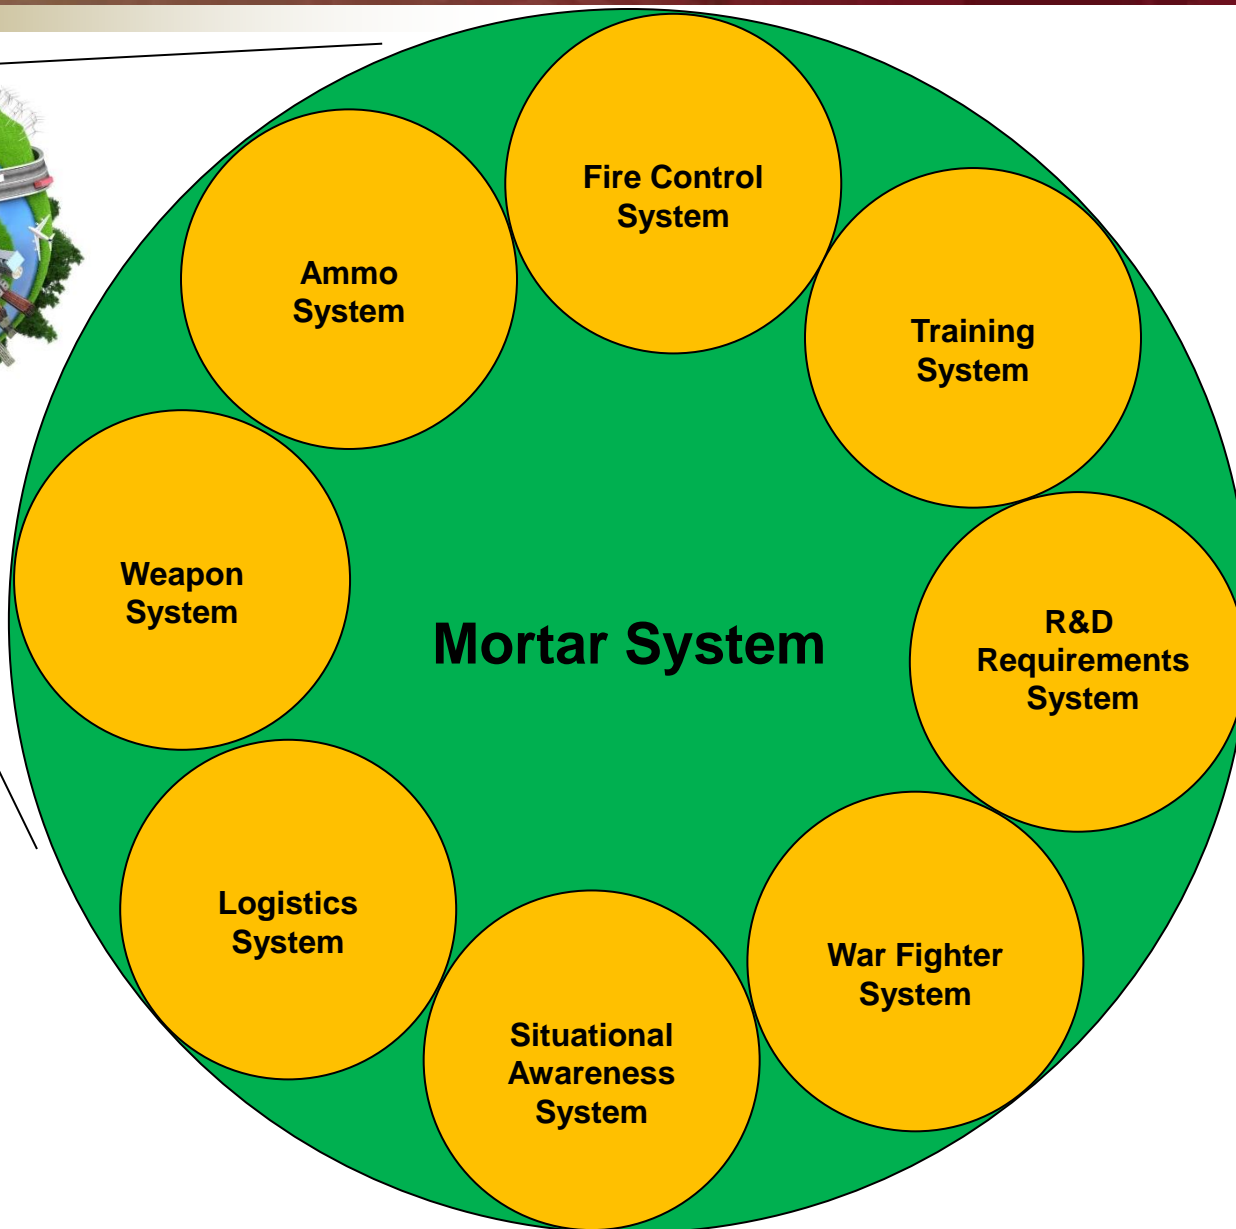 Fire Control
System
Ammo
System
Training
System
Weapon
System
Mortar System
R&D
Requirements
System
Logistics
System
War Fighter
System
Situational
Awareness
System